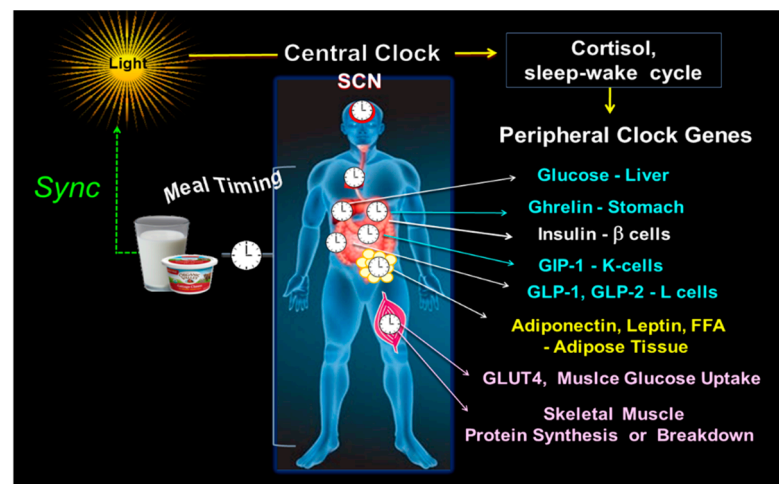 Light
Central Clock
SCN
Cortisol,
sleep-wake cycle
Peripheral Clock Genes
Sync
Meal Timing
Glucose - Liver
Ghrelin - Stomach
Insulin - β cells
GIP-1 - K-cells
GLP-1, GLP-2 - L cells
Adiponectin, Leptin, FFA
- Adipose Tissue
GLUT4, Muslce Glucose Uptake
Skeletal Muscle
Protein Synthesis or Breakdown